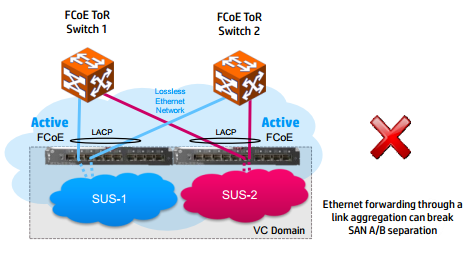 FCoE ToR
Switch 1
FCoE ToR
Switch 2
Lossless
Ethernet
Network
Active
FCoE
LACP
LACP
Active
FCoE
SUS-1
SUS-2
VC Domain
Ethernet forwarding through a
link aggregation can break
SAN A/B separation